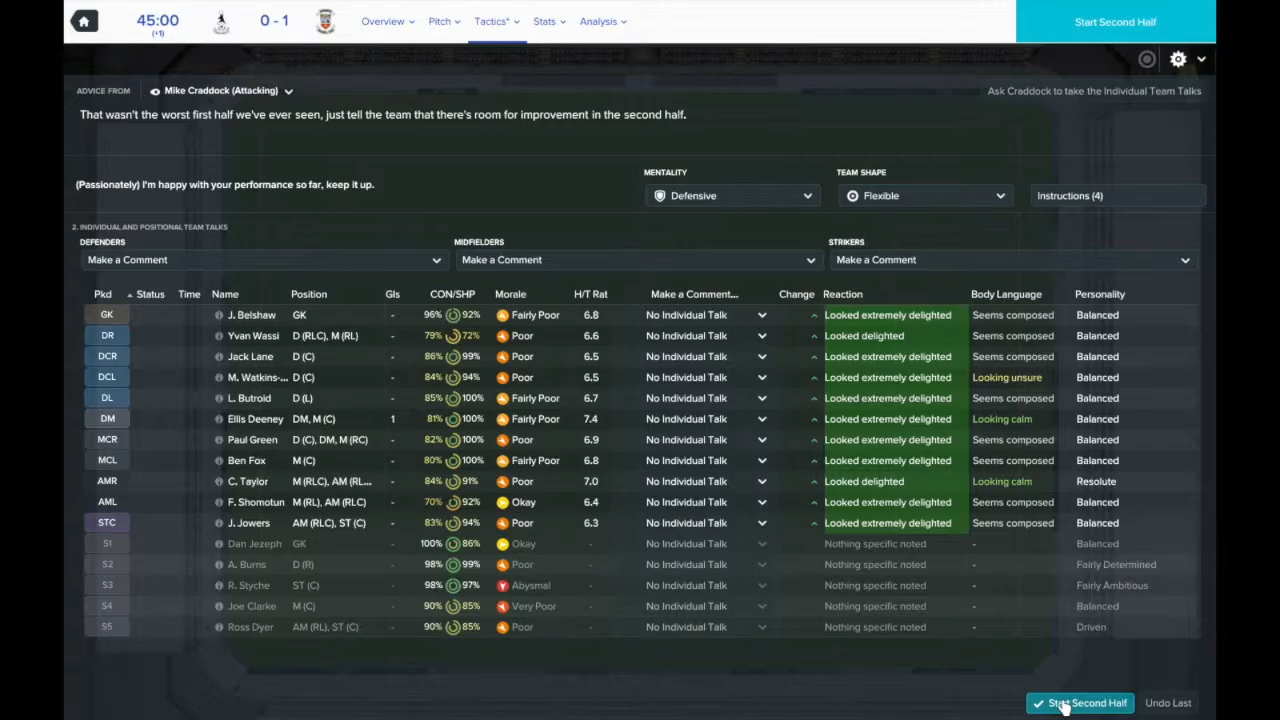 45:00 0 - 1 Overview Pitch Tactics* Stats Analysis Start Second Half
(+1)
ADVICE FROM Mike Craddock (Attacking) Ask Craddock to take the Individual Team Talks
That wasn't the worst first half we've ever seen, just tell the team that there's room for improvement in the second half.
MENTALITY TEAM SHAPE
(Passionately) I'm happy with your performance so far, keep it up. Defensive Flexible Instructions (4)
2. INDIVIDUAL AND POSITIONAL TEAM TALKS
DEFENDERS MIDFIELDERS STRIKERS
Make a Comment Make a Comment Make a Comment
Pkd Status Time Name Position Gls CON/SHP Morale H/T Rat Make a Comment... Change Reaction Body Language Personality
GK J. Belshaw GK - 96% 92% Fairly Poor 6.8 No Individual Talk Looked extremely delighted Seems composed Balanced
DR Yvan Wassi D (RLC), M (RL) - 79% 72% Poor 6.6 No Individual Talk Looked delighted Seems composed Balanced
DCR Jack Lane D (C) - 86% 99% Poor 6.5 No Individual Talk Looked extremely delighted Seems composed Balanced
DCL M. Watkins-... D (C) - 84% 94% Poor 6.5 No Individual Talk Looked extremely delighted Looking unsure Balanced
DL L. Butroid D (L) - 85% 100% Fairly Poor 6.7 No Individual Talk Looked extremely delighted Seems composed Balanced
DM Ellis Deeney DM, M (C) 1 81% 100% Fairly Poor 7.4 No Individual Talk Looked extremely delighted Looking calm Balanced
MCR Paul Green D (C), DM, M (RC) - 82% 100% Poor 6.9 No Individual Talk Looked extremely delighted Seems composed Balanced
MCL Ben Fox M (C) - 80% 100% Fairly Poor 6.8 No Individual Talk Looked extremely delighted Seems composed Balanced
AMR C. Taylor M (RLC), AM (RL... - 84% 91% Poor 7.0 No Individual Talk Looked delighted Looking calm Resolute
AML F. Shomotun M (RL), AM (RLC) - 70% 92% Okay 6.4 No Individual Talk Looked extremely delighted Seems composed Balanced
STC J. Jowers AM (RLC), ST (C) - 83% 94% Poor 6.3 No Individual Talk Looked extremely delighted Seems composed Balanced
S1 Dan Jezeph GK - 100% 86% Okay - No Individual Talk Nothing specific noted - Balanced
S2 A. Burns D (R) - 98% 99% Poor - No Individual Talk Nothing specific noted - Fairly Determined
S3 R. Styche ST (C) - 98% 97% Abysmal - No Individual Talk Nothing specific noted - Fairly Ambitious
S4 Joe Clarke M (C) - 90% 85% Very Poor - No Individual Talk Nothing specific noted - Balanced
S5 Ross Dyer AM (RL), ST (C) - 90% 85% Poor - No Individual Talk Nothing specific noted - Driven
Start Second Half Undo Last